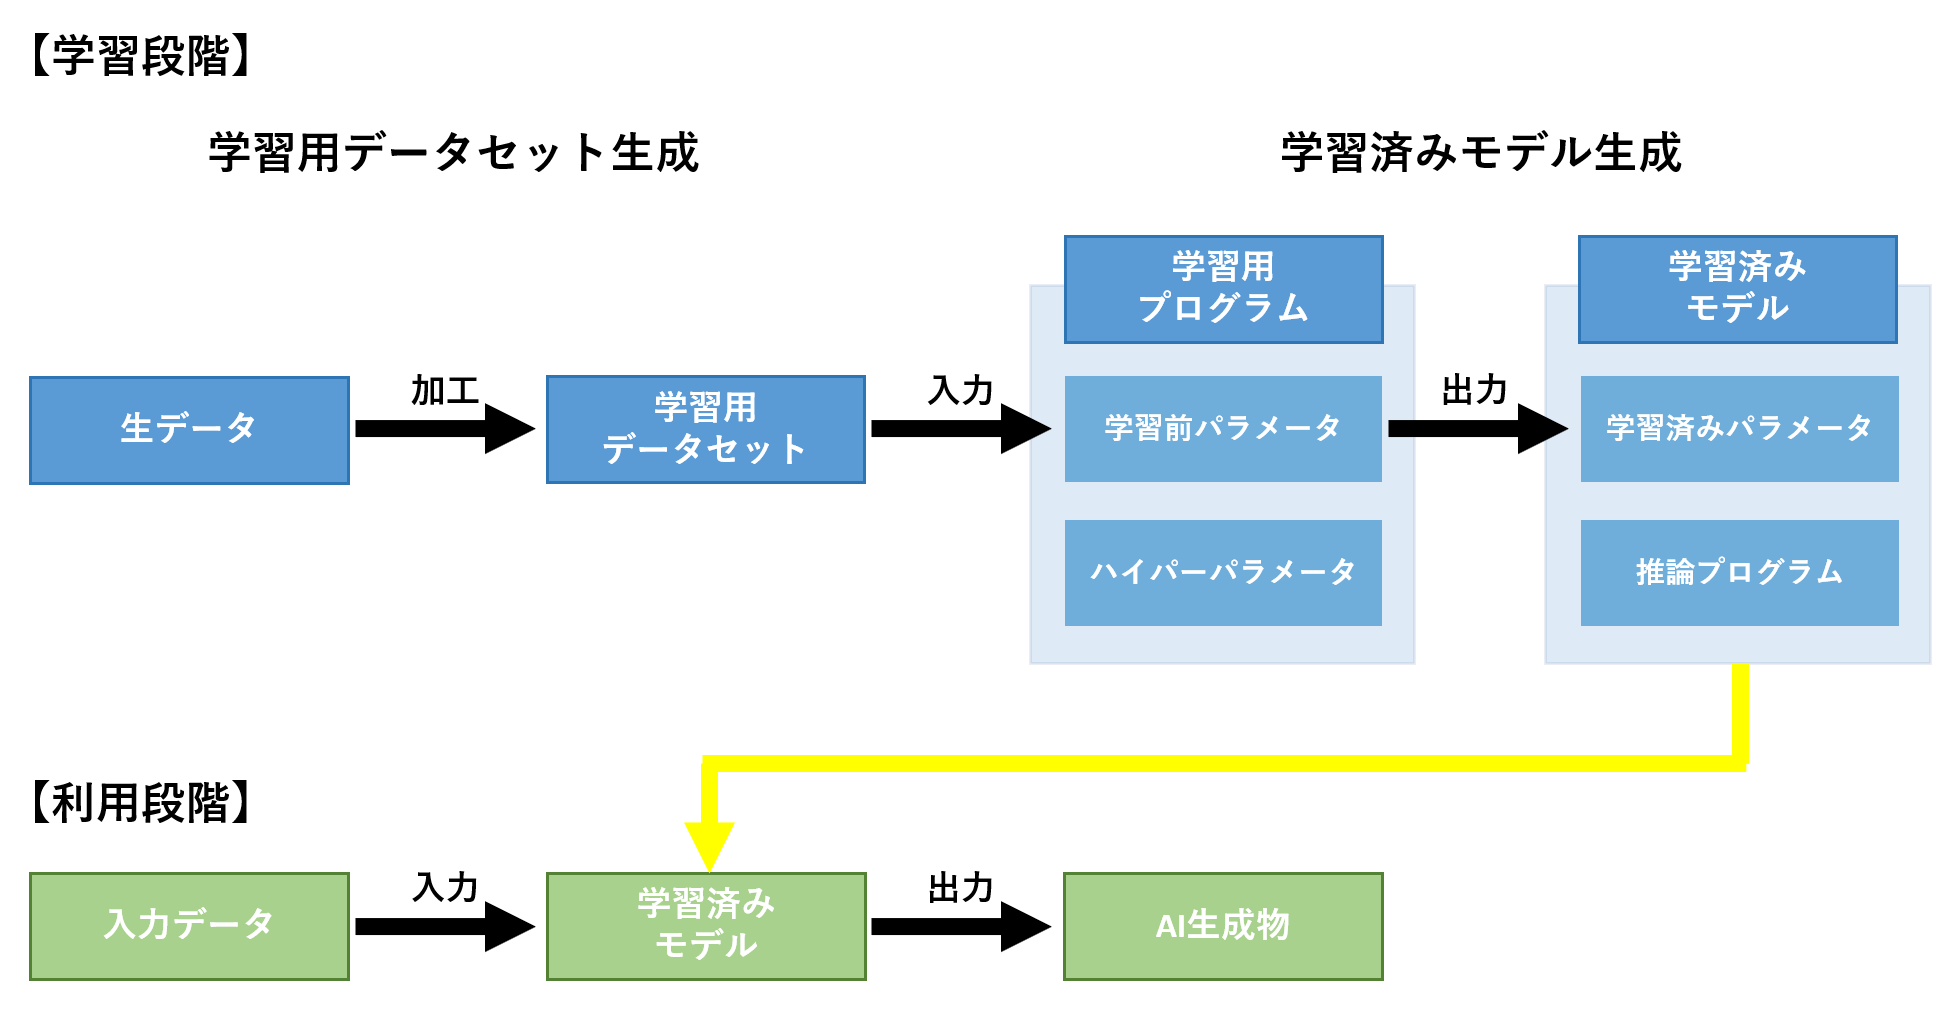 【学習段階】
学習用データセット生成
学習済みモデル生成
生データ
加工
学習用
データセット
入力
学習用
プログラム
学習前パラメータ
ハイパーパラメータ
出力
学習済み
モデル
学習済みパラメータ
推論プログラム
【利用段階】
入力データ
入力
学習済み
モデル
出力
AI生成物